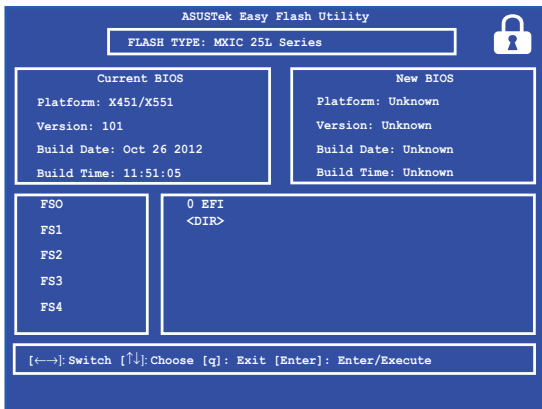 ASUSTek Easy Flash Utility
FLASH TYPE: MXIC 25L Series
Current BIOS
Platform: X451/X551
Version: 101
Build Date: Oct 26 2012
Build Time: 11:51:05
New BIOS
Platform: Unknown
Version: Unknown
Build Date: Unknown
Build Time: Unknown
FSO
FS1
FS2
FS3
FS4
0 EFI
<DIR>
[←→]: Switch [↑↓]: Choose [q]: Exit [Enter]: Enter/Execute